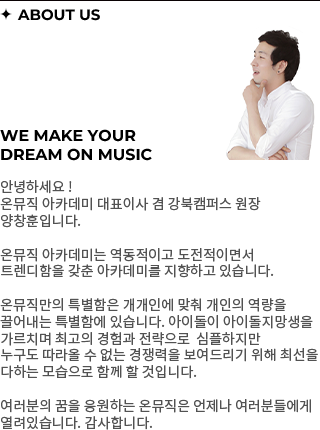 ✦ ABOUT US
WE MAKE YOUR
DREAM ON MUSIC
안녕하세요 !
온뮤직 아카데미 대표이사 겸 강북캠퍼스 원장
양창훈입니다.
온뮤직 아카데미는 역동적이고 도전적이면서
트렌디함을 갖춘 아카데미를 지향하고 있습니다.
온뮤직만의 특별함은 개개인에 맞춰 개인의 역량을
끌어내는 특별함에 있습니다. 아이돌이 아이돌지망생을
가르치며 최고의 경험과 전략으로 심플하지만
누구도 따라올 수 없는 경쟁력을 보여드리기 위해 최선을
다하는 모습으로 함께 할 것입니다.
여러분의 꿈을 응원하는 온뮤직은 언제나 여러분들에게
열려있습니다. 감사합니다.